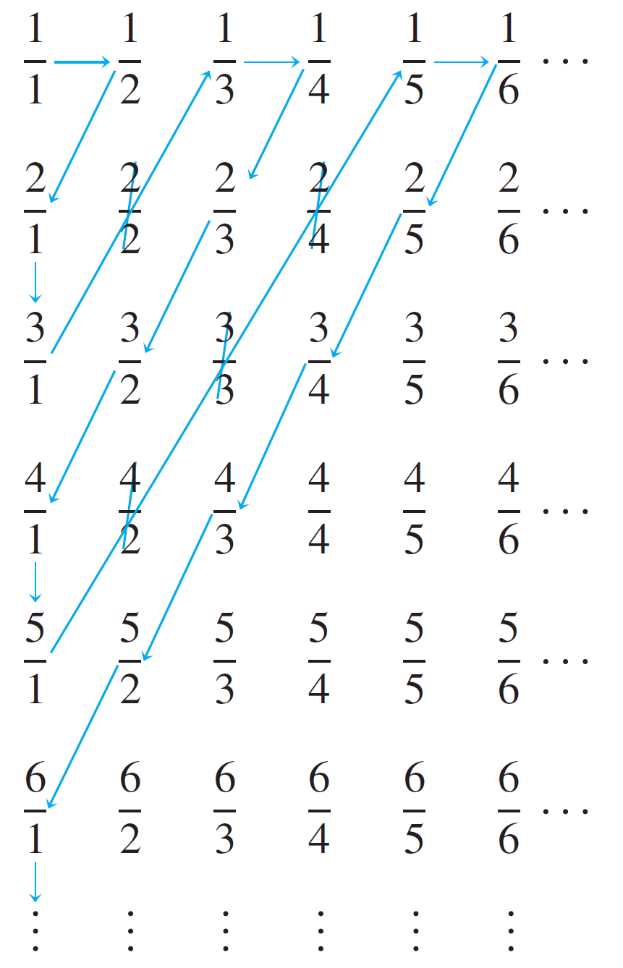 1/1 1/2 1/3 1/4 1/5 1/6 ···
2/1 2/2 2/3 2/4 2/5 2/6 ···
3/1 3/2 3/3 3/4 3/5 3/6 ···
4/1 4/2 4/3 4/4 4/5 4/6 ···
5/1 5/2 5/3 5/4 5/5 5/6 ···
6/1 6/2 6/3 6/4 6/5 6/6 ···
⋮ ⋮ ⋮ ⋮ ⋮ ⋮